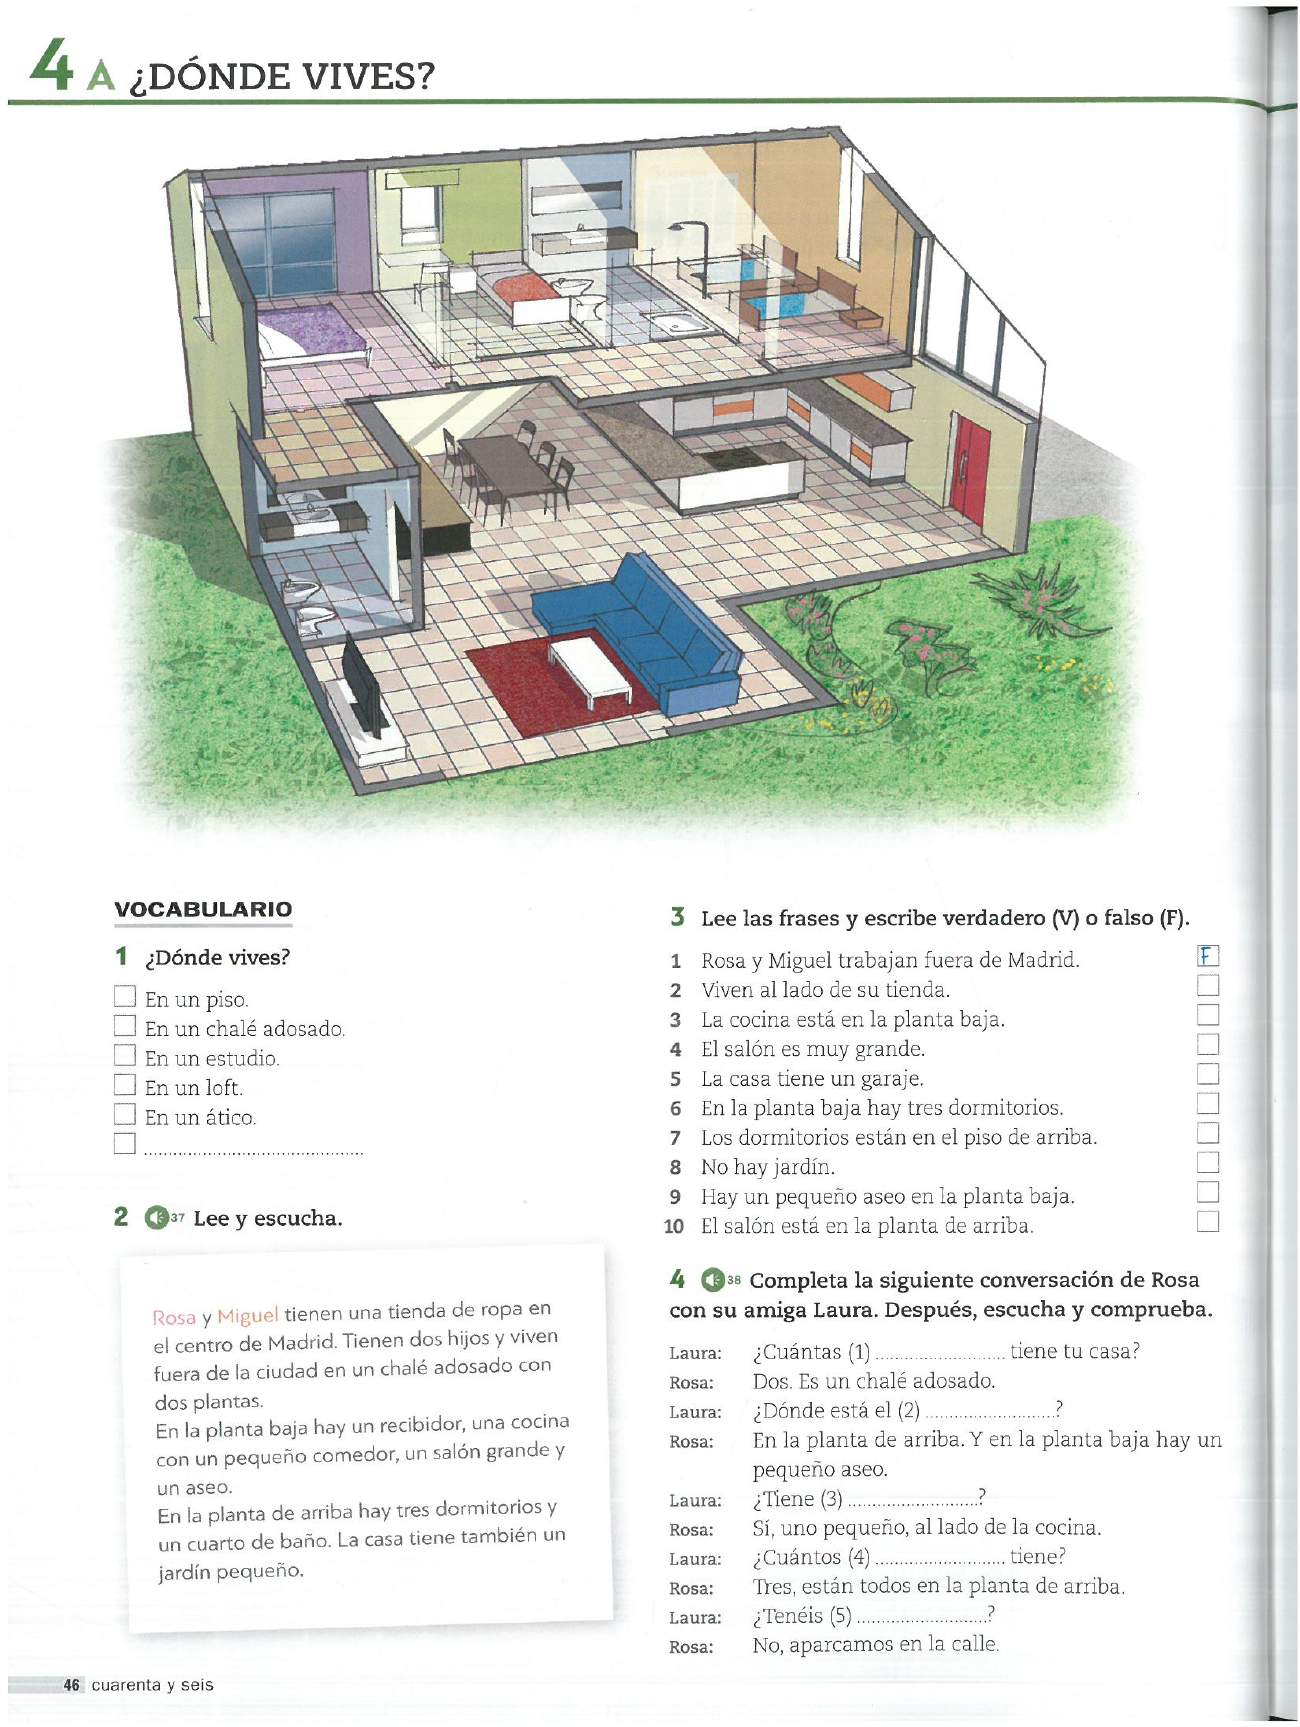 4 A ¿DÓNDE VIVES?
VOCABULARIO
1 ¿Dónde vives?
En un piso.
En un chalé adosado.
En un estudio.
En un loft.
En un ático.
2 37 Lee y escucha.
Rosa y Miguel tienen una tienda de ropa en
el centro de Madrid. Tienen dos hijos y viven
fuera de la ciudad en un chalé adosado con
dos plantas.
En la planta baja hay un recibidor, una cocina
con un pequeño comedor, un salón grande y
un aseo.
En la planta de arriba hay tres dormitorios y
un cuarto de baño. La casa tiene también un
jardín pequeño.
3 Lee las frases y escribe verdadero (V) o falso (F).
1 Rosa y Miguel trabajan fuera de Madrid. F
2 Viven al lado de su tienda.
3 La cocina está en la planta baja.
4 El salón es muy grande.
5 La casa tiene un garaje.
6 En la planta baja hay tres dormitorios.
7 Los dormitorios están en el piso de arriba.
8 No hay jardín.
9 Hay un pequeño aseo en la planta baja.
10 El salón está en la planta de arriba.
4 38 Completa la siguiente conversación de Rosa
con su amiga Laura. Después, escucha y comprueba.
Laura: ¿Cuántas (1) .......................... tiene tu casa?
Rosa: Dos. Es un chalé adosado.
Laura: ¿Dónde está el (2) ..........................?
Rosa: En la planta de arriba. Y en la planta baja hay un
pequeño aseo.
Laura: ¿Tiene (3) ..........................?
Rosa: Sí, uno pequeño, al lado de la cocina.
Laura: ¿Cuántos (4) .......................... tiene?
Rosa: Tres, están todos en la planta de arriba.
Laura: ¿Tenéis (5) ..........................?
Rosa: No, aparcamos en la calle.
46 cuarenta y seis